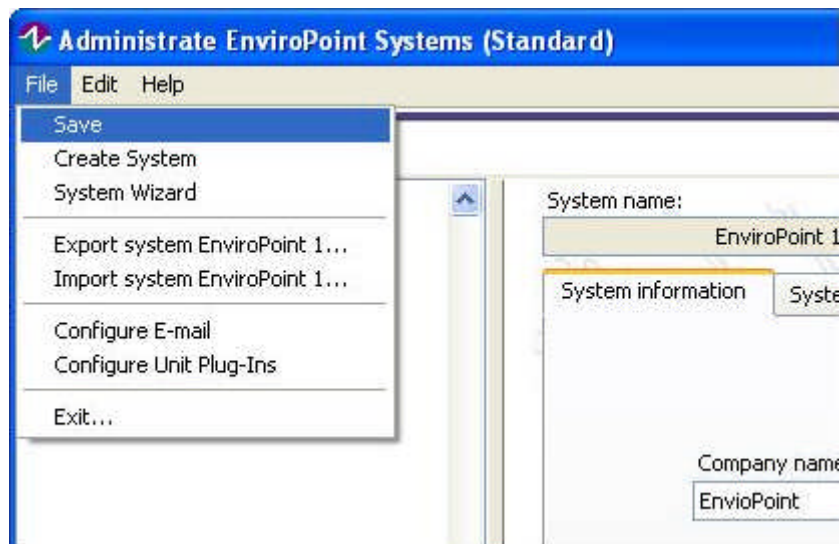 Administrate EnviroPoint Systems (Standard)
File Edit Help
Save
Create System
System Wizard
Export system EnviroPoint 1...
Import system EnviroPoint 1...
Configure E-mail
Configure Unit Plug-Ins
Exit...
System name:
EnviroPoint 1
System information
Syste
Company name
EnvioPoint